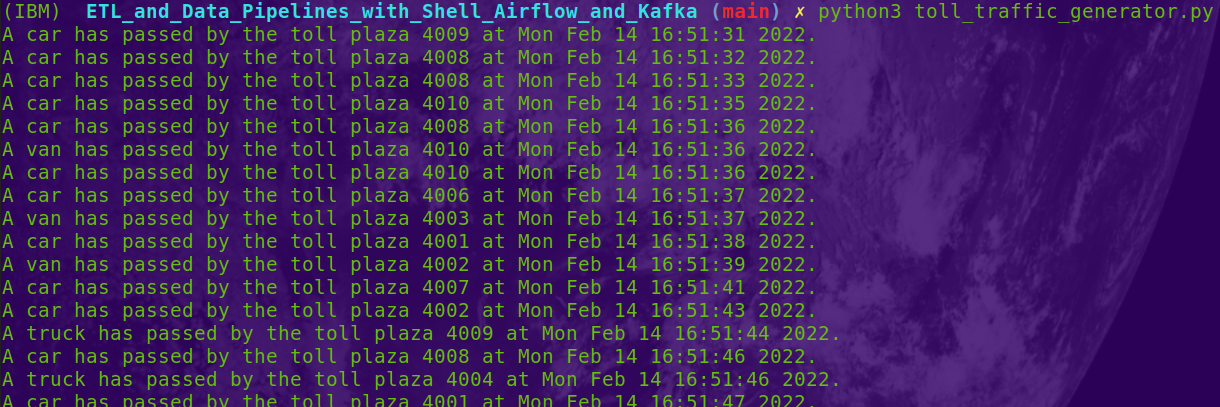 (IBM) ETL_and_Data_Pipelines_with_Shell_Airflow_and_Kafka (main) ✗ python3 toll_traffic_generator.py
A car has passed by the toll plaza 4009 at Mon Feb 14 16:51:31 2022.
A car has passed by the toll plaza 4008 at Mon Feb 14 16:51:32 2022.
A car has passed by the toll plaza 4008 at Mon Feb 14 16:51:33 2022.
A car has passed by the toll plaza 4010 at Mon Feb 14 16:51:35 2022.
A car has passed by the toll plaza 4008 at Mon Feb 14 16:51:36 2022.
A van has passed by the toll plaza 4010 at Mon Feb 14 16:51:36 2022.
A car has passed by the toll plaza 4010 at Mon Feb 14 16:51:36 2022.
A car has passed by the toll plaza 4006 at Mon Feb 14 16:51:37 2022.
A van has passed by the toll plaza 4003 at Mon Feb 14 16:51:37 2022.
A car has passed by the toll plaza 4001 at Mon Feb 14 16:51:38 2022.
A van has passed by the toll plaza 4002 at Mon Feb 14 16:51:39 2022.
A car has passed by the toll plaza 4007 at Mon Feb 14 16:51:41 2022.
A car has passed by the toll plaza 4002 at Mon Feb 14 16:51:43 2022.
A truck has passed by the toll plaza 4009 at Mon Feb 14 16:51:44 2022.
A car has passed by the toll plaza 4008 at Mon Feb 14 16:51:46 2022.
A truck has passed by the toll plaza 4004 at Mon Feb 14 16:51:46 2022.
A car has passed by the toll plaza 4001 at Mon Feb 14 16:51:47 2022.